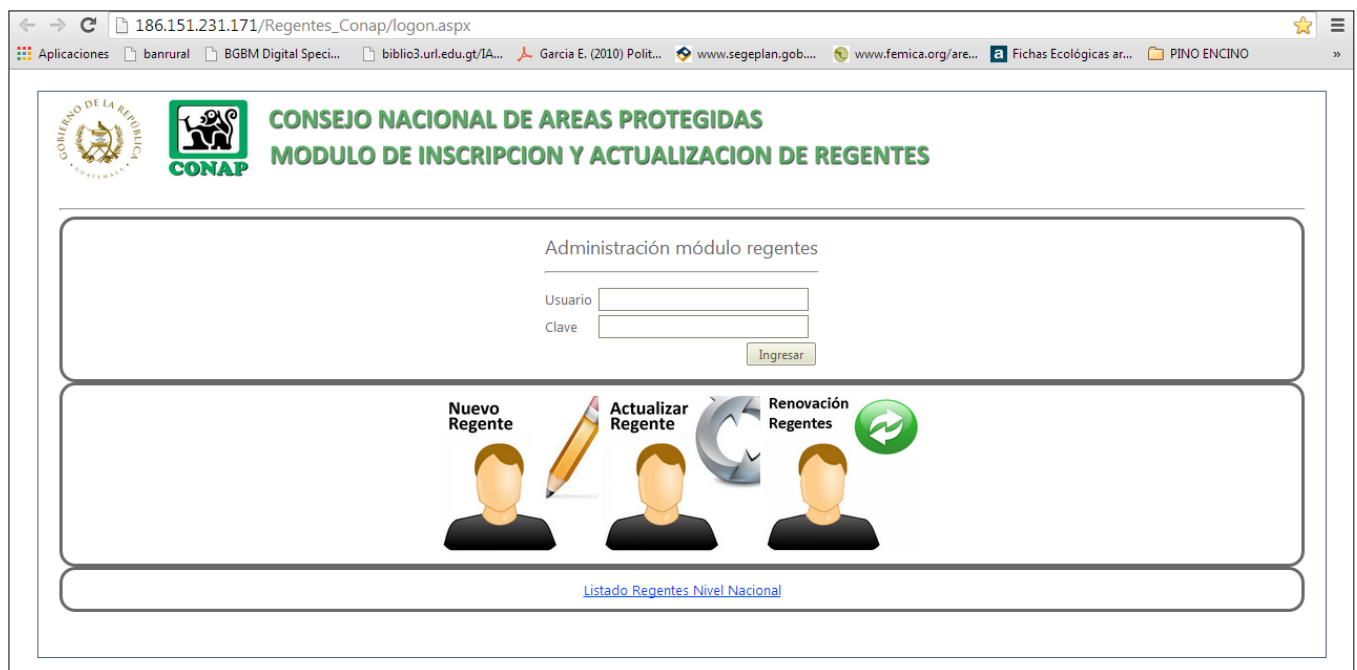 186.151.231.171/Regentes_Conap/logon.aspx
Aplicaciones banrural BGBM Digital Speci... biblio3.url.edu.gt/IA... Garcia E. (2010) Polit... www.segeplan.gob.... www.femica.org/are... a Fichas Ecológicas ar... PINO ENCINO »
GOBIERNO DE LA REPÚBLICA
GUATEMALA
CONAP
CONSEJO NACIONAL DE AREAS PROTEGIDAS
MODULO DE INSCRIPCION Y ACTUALIZACION DE REGENTES
Administración módulo regentes
Usuario
Clave
Ingresar
Nuevo
Regente
Actualizar
Regente
Renovación
Regentes
Listado Regentes Nivel Nacional